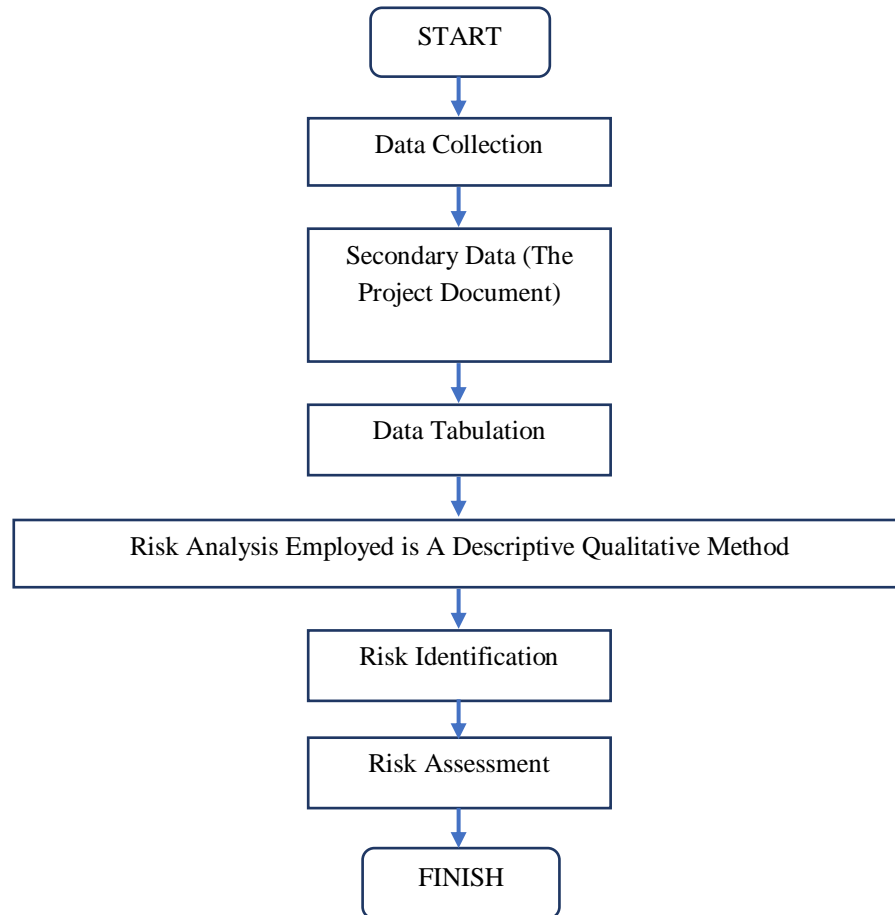 START
Data Collection
Secondary Data (The
Project Document)
Data Tabulation
Risk Analysis Employed is A Descriptive Qualitative Method
Risk Identification
Risk Assessment
FINISH